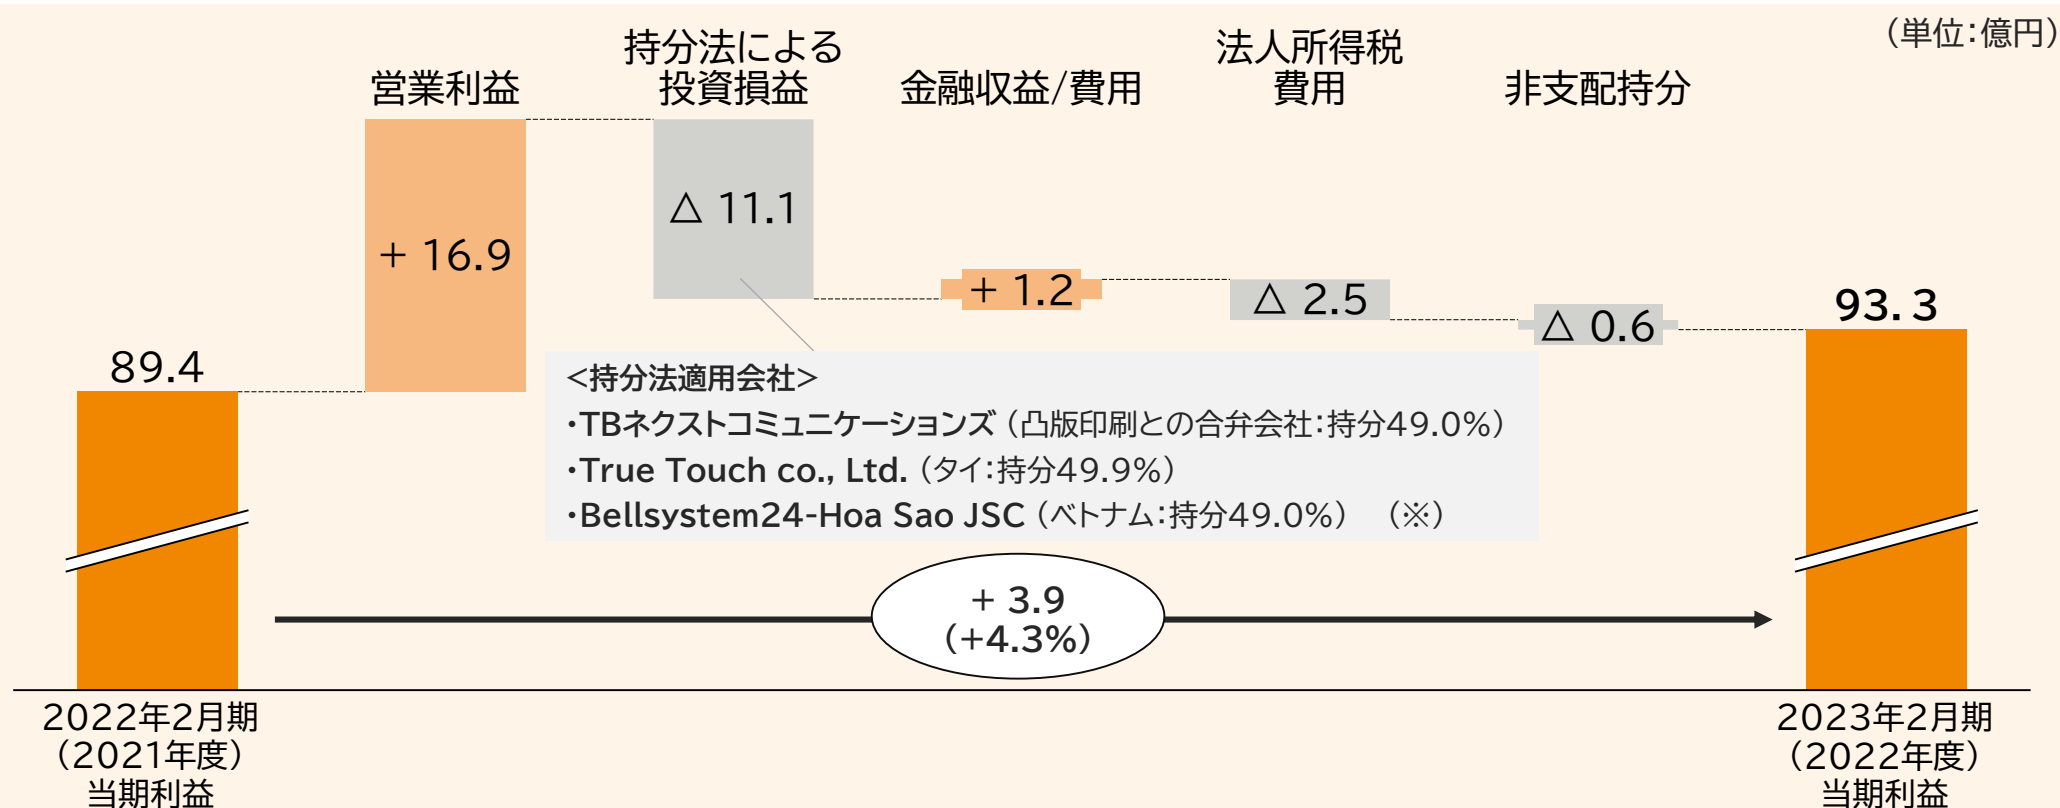 (単位:億円)
営業利益
持分法による
投資損益
金融収益/費用
法人所得税
費用
非支配持分
+ 16.9
△ 11.1
+ 1.2
△ 2.5
△ 0.6
89.4
93.3
<持分法適用会社>
・TBネクストコミュニケーションズ (凸版印刷との合弁会社:持分49.0%)
・True Touch co., Ltd. (タイ:持分49.9%)
・Bellsystem24-Hoa Sao JSC (ベトナム:持分49.0%) (※)
+ 3.9
(+4.3%)
2022年2月期
(2021年度)
当期利益
2023年2月期
(2022年度)
当期利益